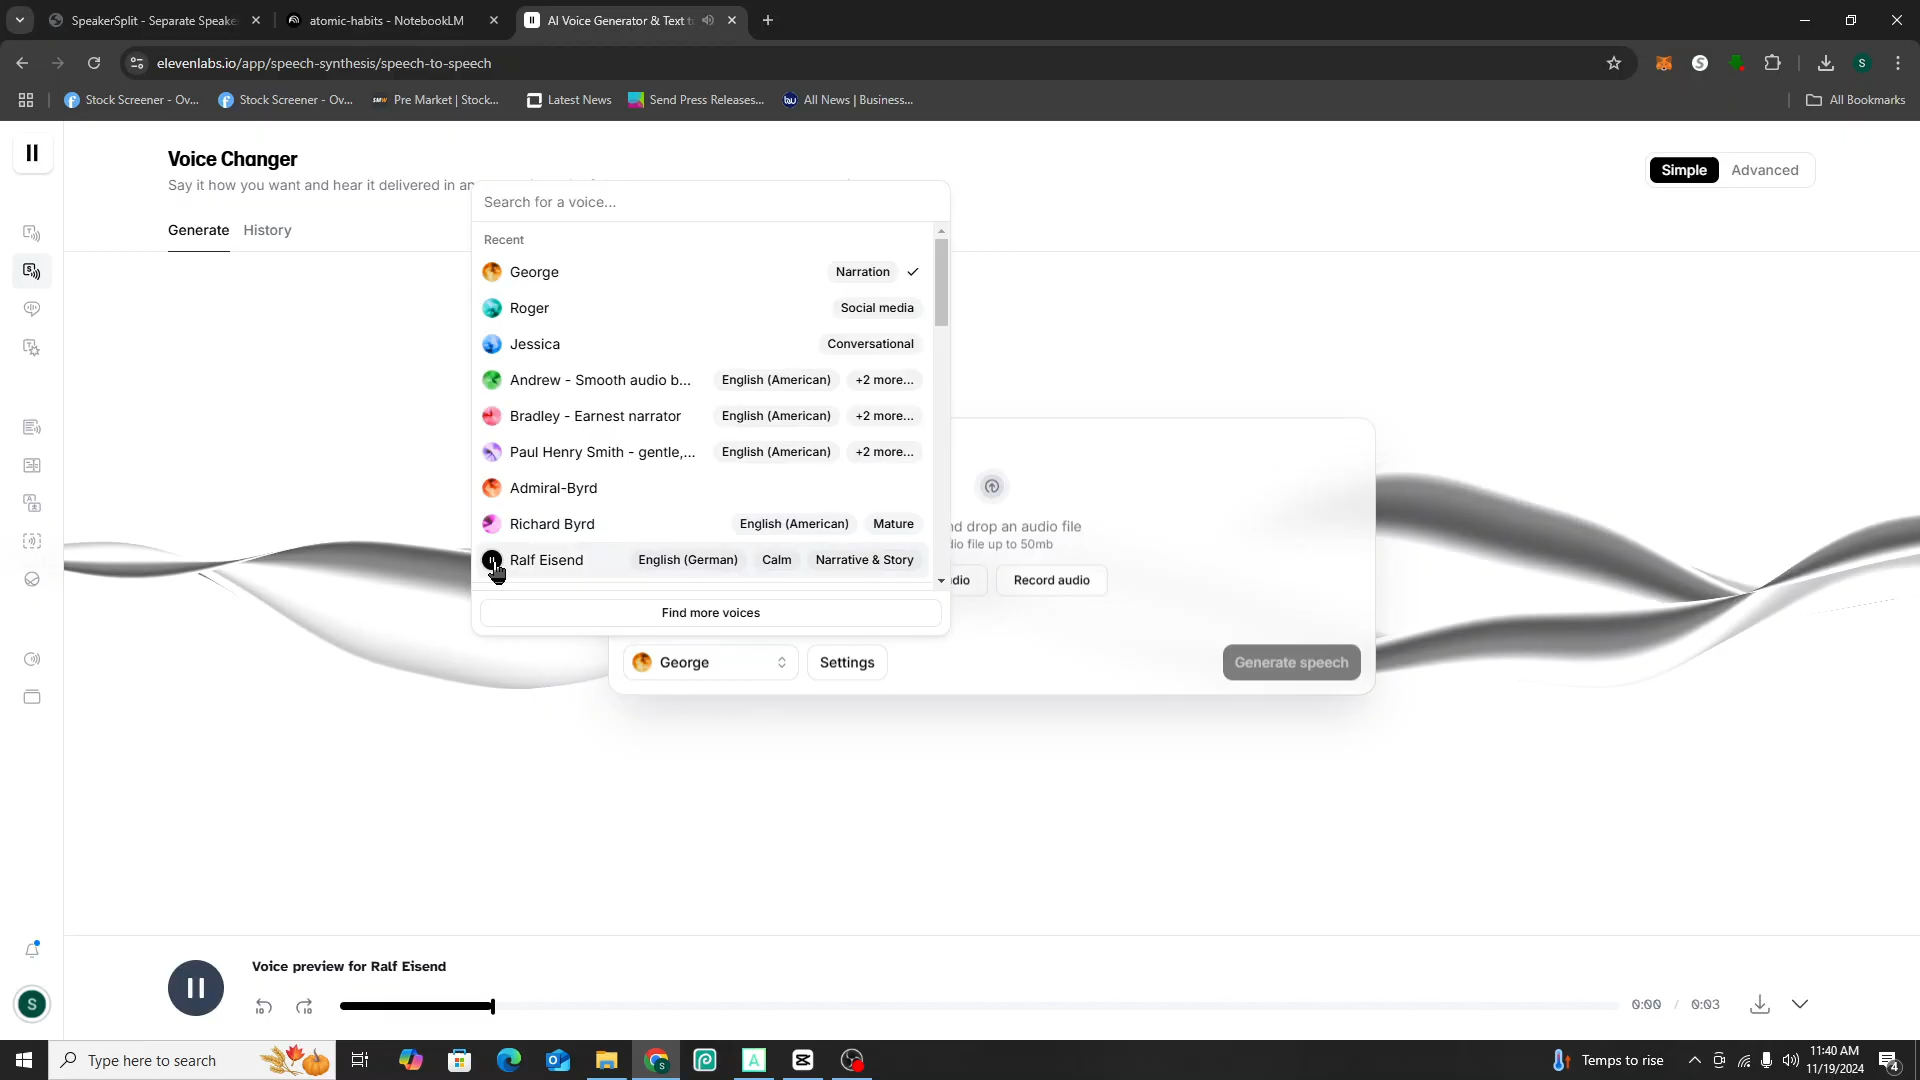 SpeakerSplit - Separate Speake
atomic-habits - NotebookLM
AI Voice Generator & Text t
elevenlabs.io/app/speech-synthesis/speech-to-speech
S
Stock Screener - Ov...
Stock Screener - Ov...
Pre Market | Stock...
Latest News
Send Press Releases...
All News | Business...
All Bookmarks
Voice Changer
Say it how you want and hear it delivered in an
Simple
Advanced
Generate
History
Search for a voice...
Recent
George
Narration
Roger
Social media
Jessica
Conversational
Andrew - Smooth audio b...
English (American)
+2 more...
Bradley - Earnest narrator
English (American)
+2 more...
Paul Henry Smith - gentle,...
English (American)
+2 more...
Admiral-Byrd
Richard Byrd
English (American)
Mature
Ralf Eisend
English (German)
Calm
Narrative & Story
Find more voices
drop an audio file
file up to 50mb
Record audio
George
Settings
Generate speech
Voice preview for Ralf Eisend
0:00 / 0:03
S
Type here to search
Temps to rise
11:40 AM
11/19/2024
4